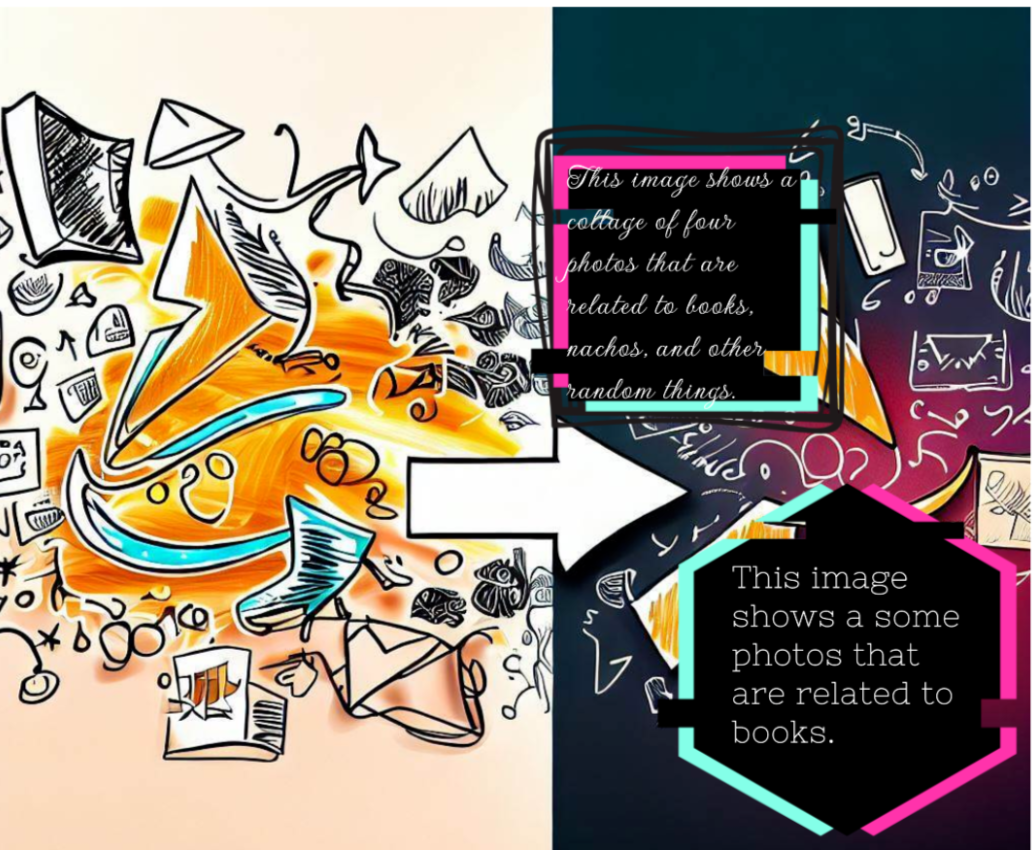 This image shows a
collage of four
photos that are
related to books,
nachos, and other
random things.
This image
shows a some
photos that
are related to
books.